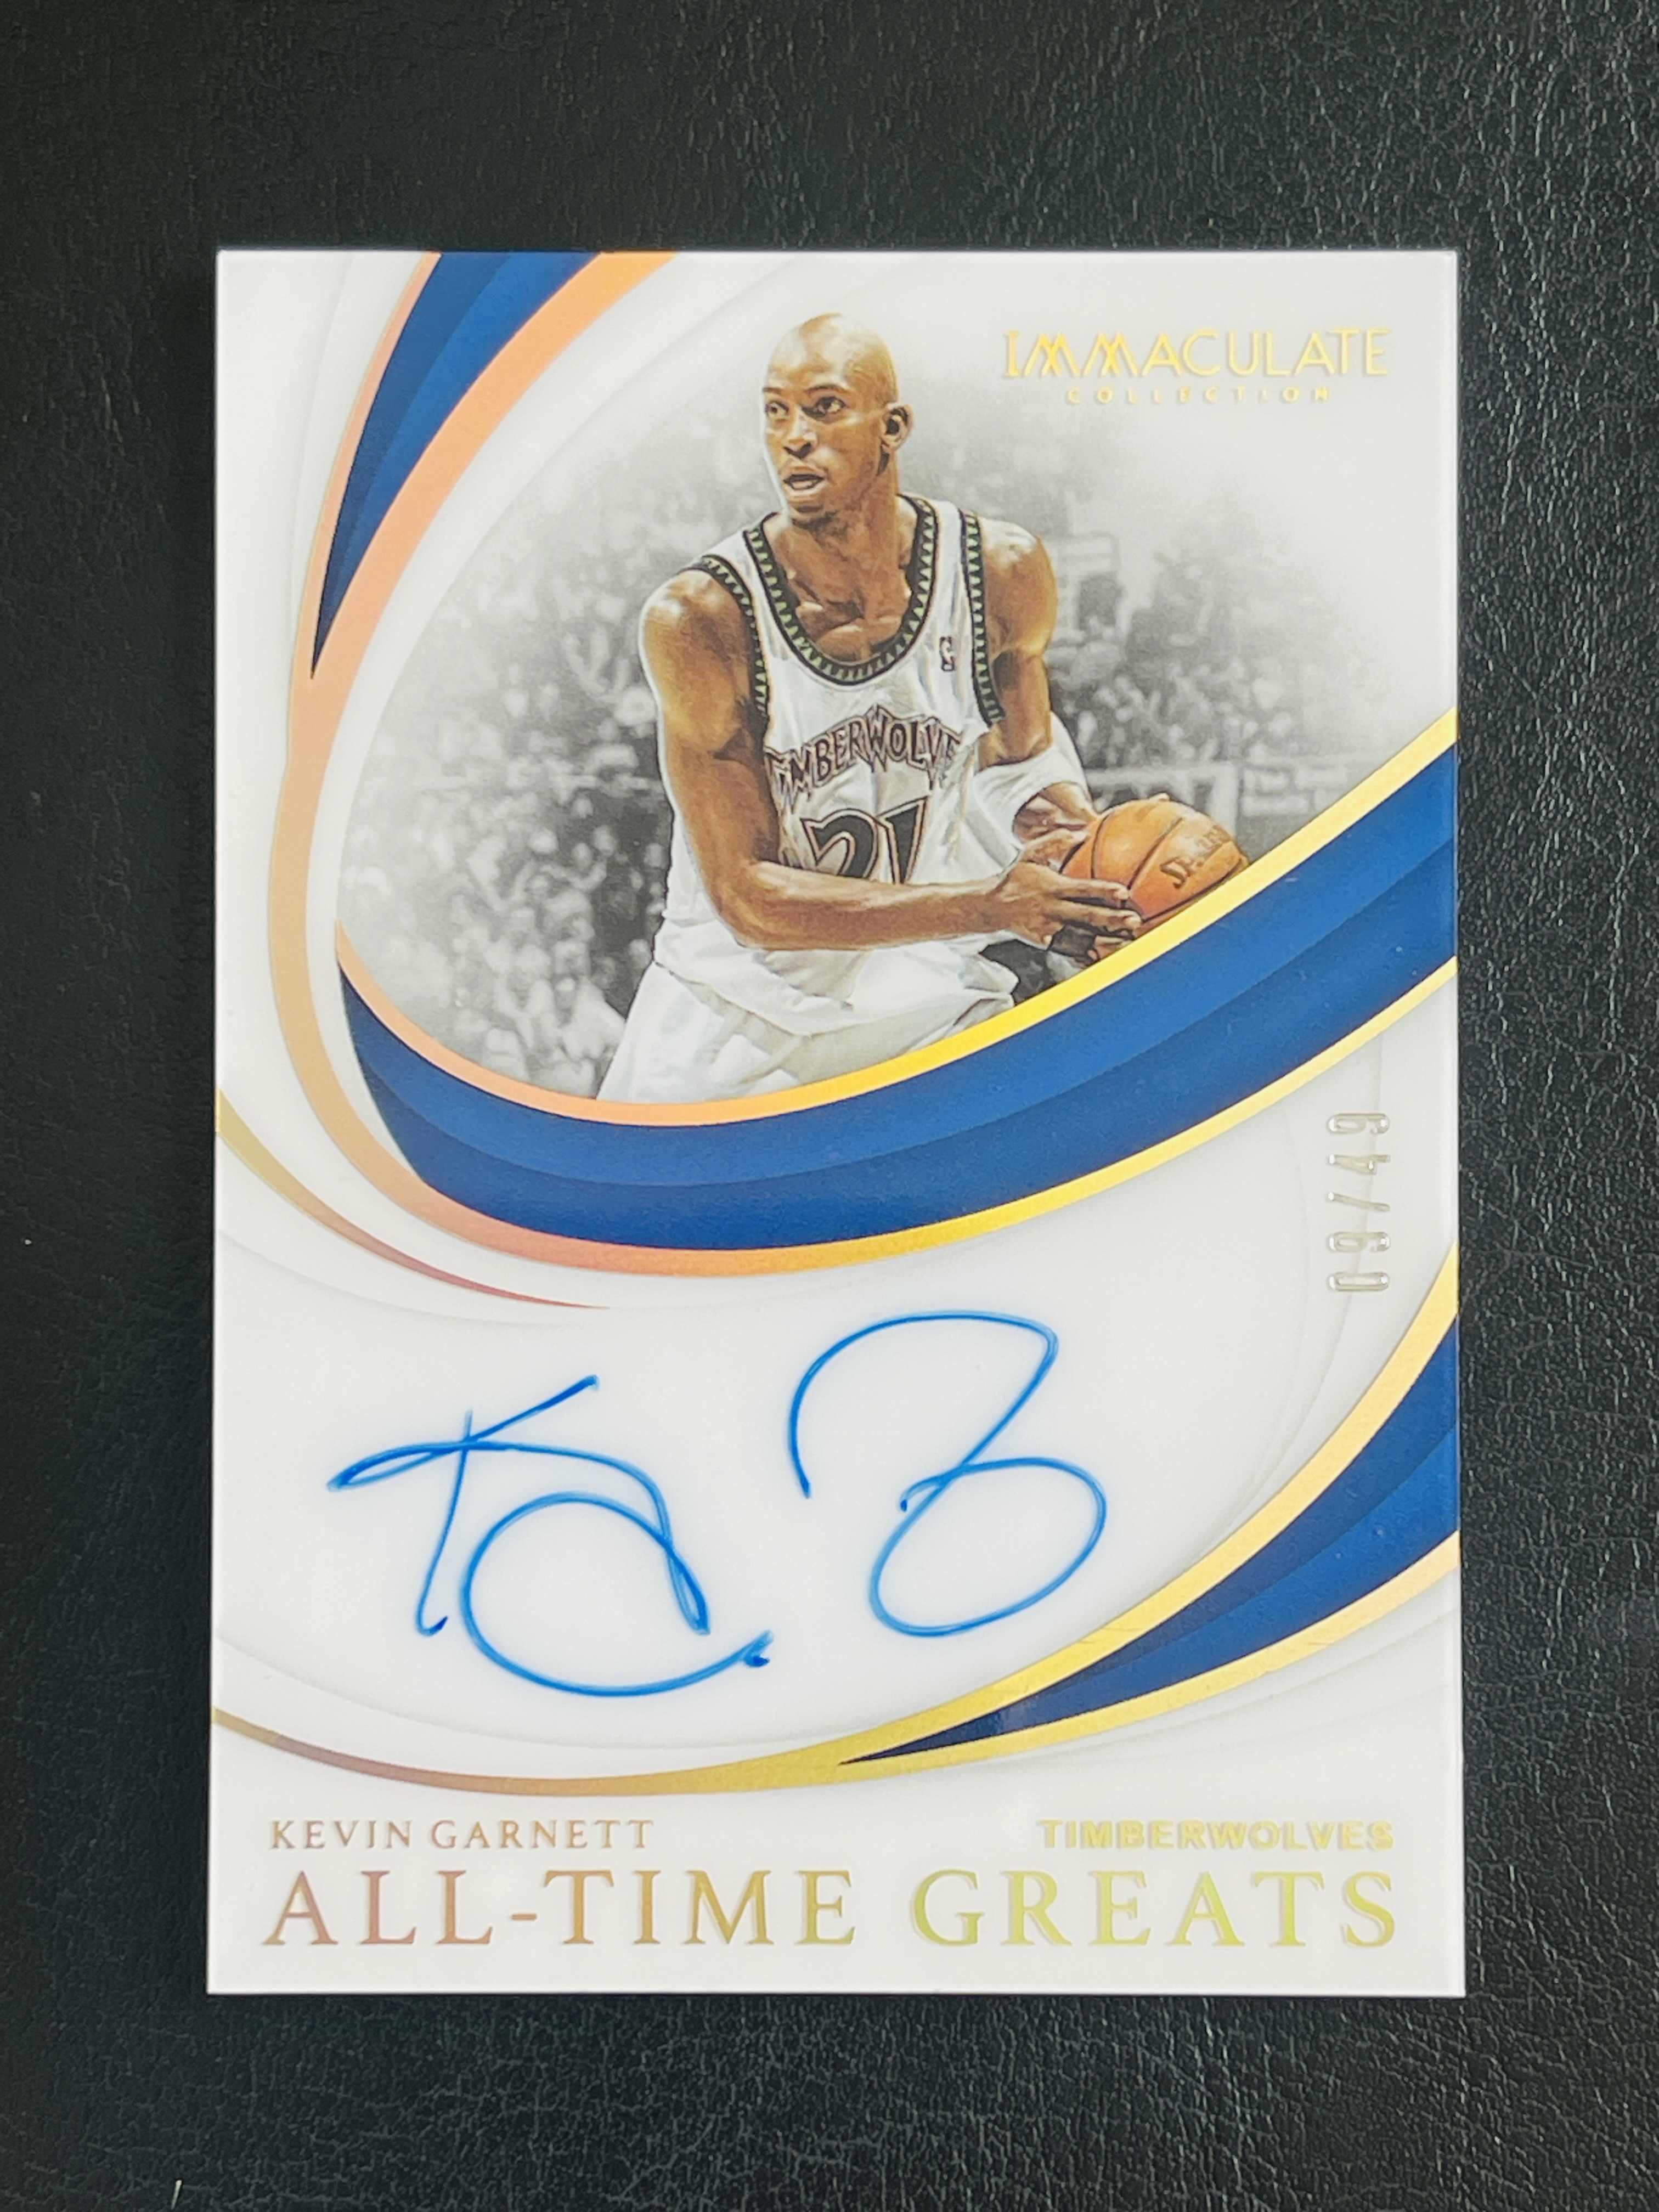 IMMACULATE
COLLECTION
TIMBERWOLVES
21
09/49
KEVIN GARNETT
TIMBERWOLVES
ALL-TIME GREATS